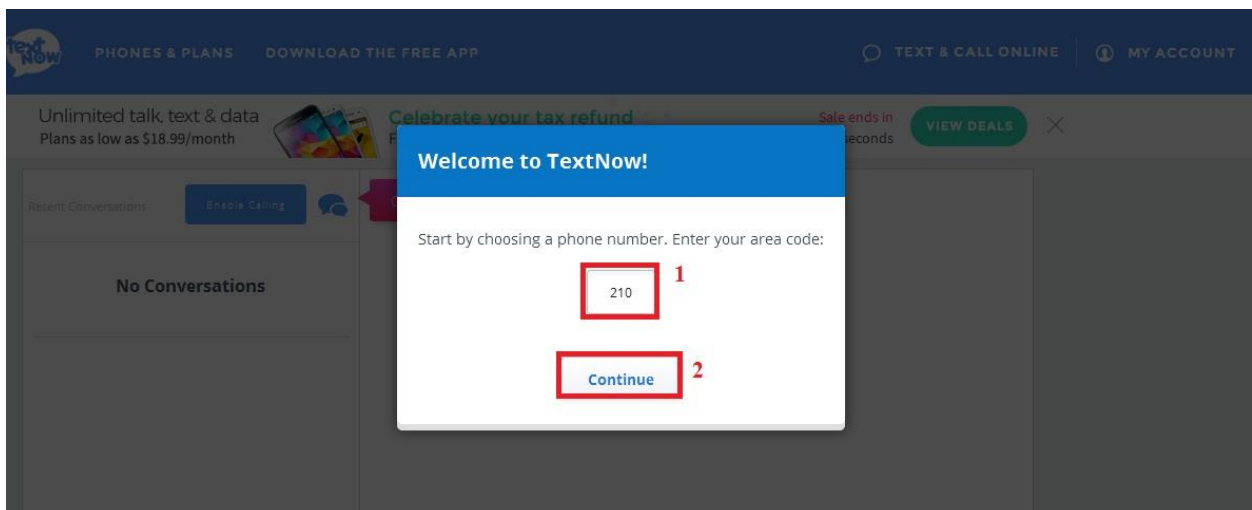 text
NOW
PHONES & PLANS
DOWNLOAD THE FREE APP
TEXT & CALL ONLINE
MY ACCOUNT
Unlimited talk, text & data
Plans as low as $18.99/month
Celebrate your tax refund
Sale ends in
seconds
VIEW DEALS
Recent Conversations
Enable Calling
No Conversations
Welcome to TextNow!
Start by choosing a phone number. Enter your area code:
210
1
Continue
2